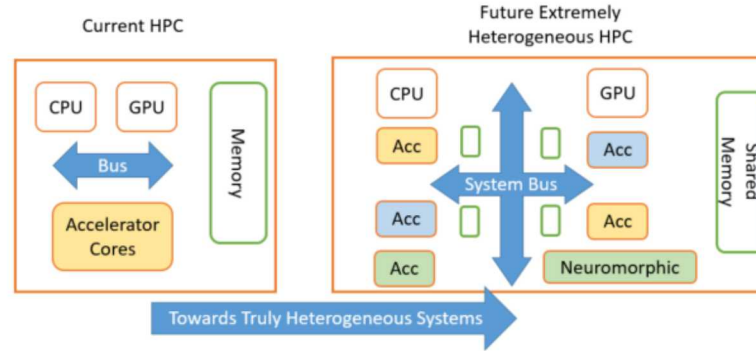 Current HPC
CPU
GPU
Bus
Accelerator
Cores
Memory
Future Extremely
Heterogeneous HPC
CPU
GPU
Acc
Acc
System Bus
Acc
Acc
Acc
Neuromorphic
Shared
Memory
Towards Truly Heterogeneous Systems